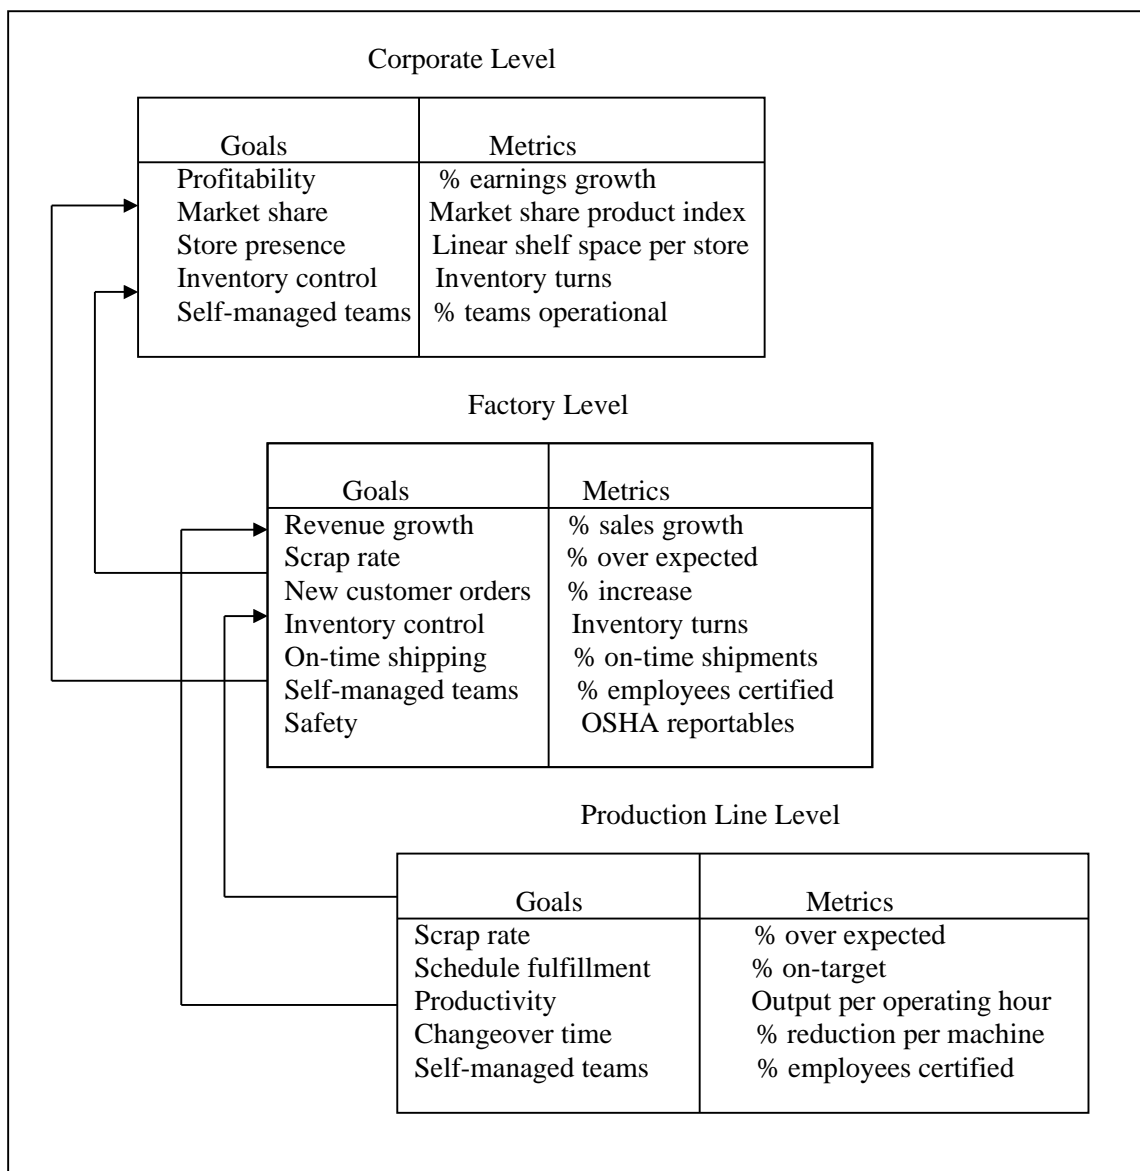 Corporate Level
Goals Metrics
Profitability % earnings growth
Market share Market share product index
Store presence Linear shelf space per store
Inventory control Inventory turns
Self-managed teams % teams operational
Factory Level
Goals Metrics
Revenue growth % sales growth
Scrap rate % over expected
New customer orders % increase
Inventory control Inventory turns
On-time shipping % on-time shipments
Self-managed teams % employees certified
Safety OSHA reportables
Production Line Level
Goals Metrics
Scrap rate % over expected
Schedule fulfillment % on-target
Productivity Output per operating hour
Changeover time % reduction per machine
Self-managed teams % employees certified